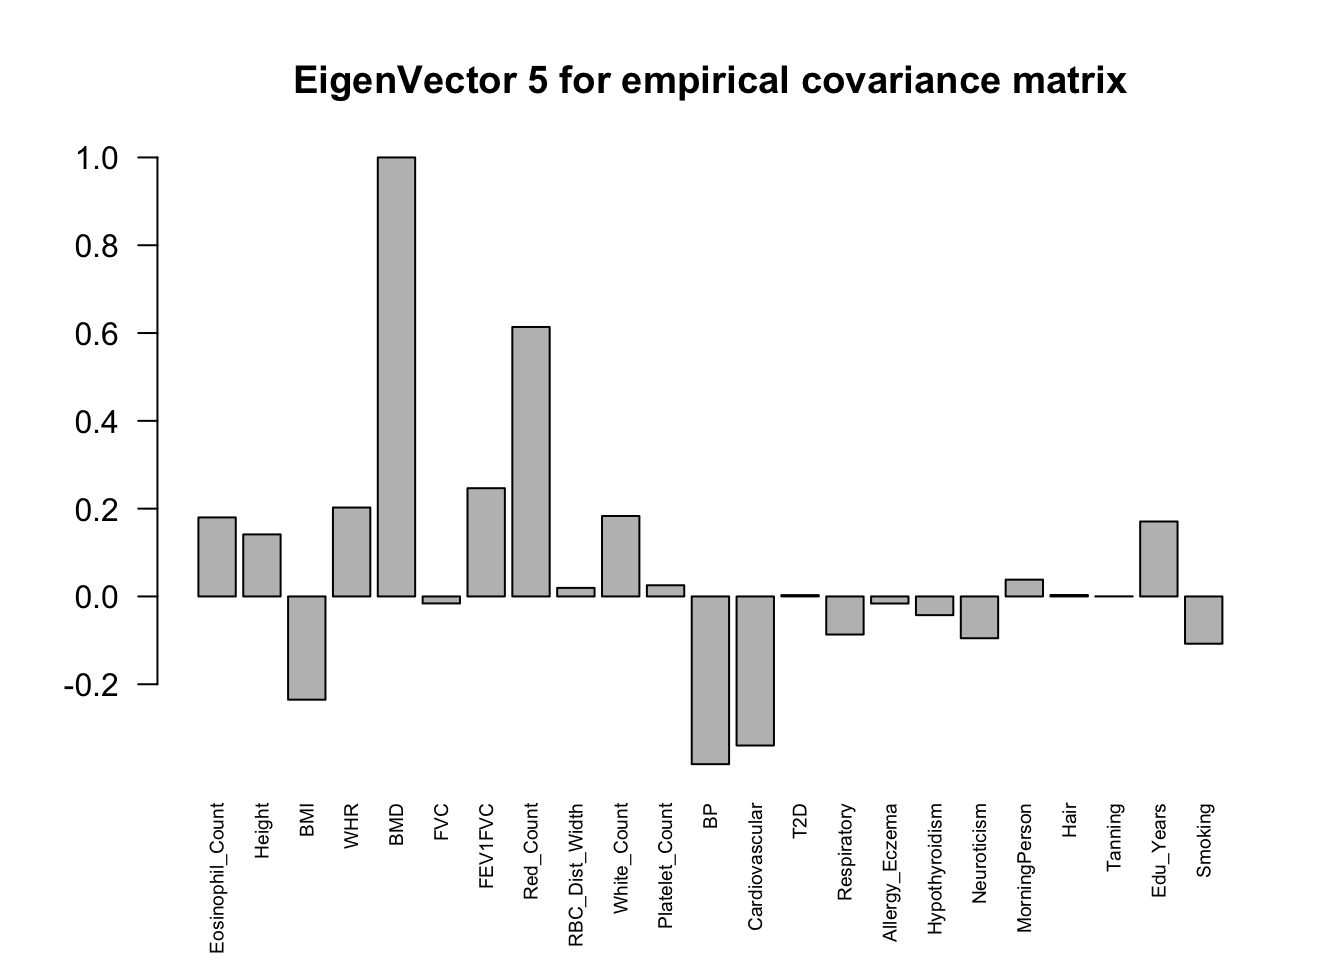 EigenVector 5 for empirical covariance matrix
1.0
0.8
0.6
0.4
0.2
0.0
-0.2
Eosinophil_Count
Height
BMI
WHR
BMD
FVC
FEV1FVC
Red_Count
RBC_Dist_Width
White_Count
Platelet_Count
BP
Cardiovascular
T2D
Respiratory
Allergy_Eczema
Hypothyroidism
Neuroticism
MorningPerson
Hair
Tanning
Edu_Years
Smoking